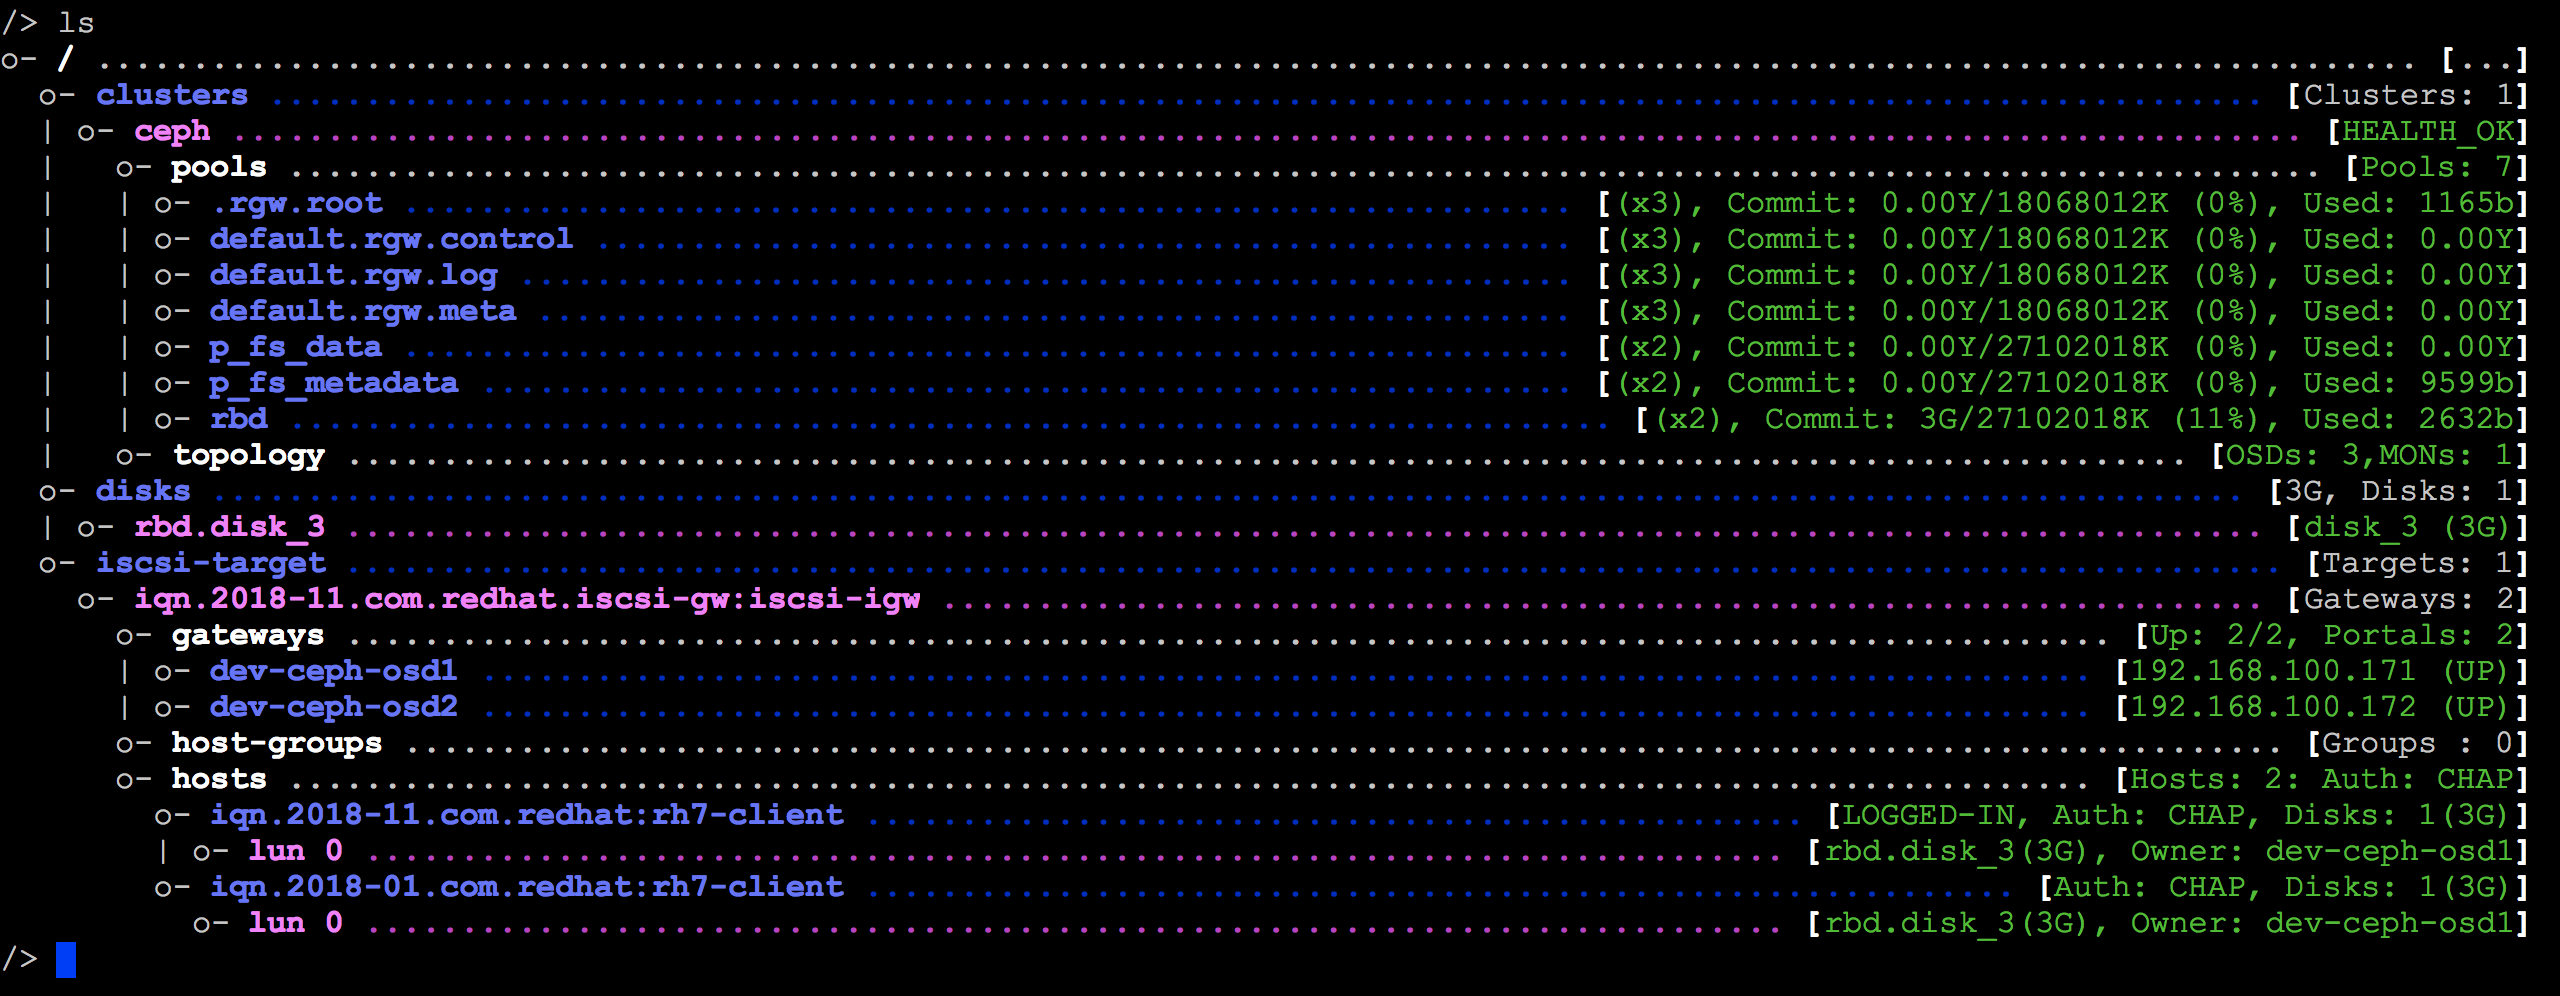 /> ls
o- / ......................................................................................................................... [...]
o- clusters ........................................................................................................ [Clusters: 1]
| o- ceph ............................................................................................................ [HEALTH_OK]
|   o- pools .......................................................................................................... [Pools: 7]
|   | o- .rgw.root ............................................................. [(x3), Commit: 0.00Y/18068012K (0%), Used: 1165b]
|   | o- default.rgw.control ................................................... [(x3), Commit: 0.00Y/18068012K (0%), Used: 0.00Y]
|   | o- default.rgw.log ....................................................... [(x3), Commit: 0.00Y/18068012K (0%), Used: 0.00Y]
|   | o- default.rgw.meta ...................................................... [(x3), Commit: 0.00Y/18068012K (0%), Used: 0.00Y]
|   | o- p_fs_data ............................................................. [(x2), Commit: 0.00Y/27102018K (0%), Used: 0.00Y]
|   | o- p_fs_metadata ......................................................... [(x2), Commit: 0.00Y/27102018K (0%), Used: 9599b]
|   | o- rbd ..................................................................... [(x2), Commit: 3G/27102018K (11%), Used: 2632b]
|   o- topology ................................................................................................ [OSDs: 3,MONs: 1]
o- disks .......................................................................................................... [3G, Disks: 1]
| o- rbd.disk_3 ..................................................................................................... [disk_3 (3G)]
o- iscsi-target ..................................................................................................... [Targets: 1]
o- iqn.2018-11.com.redhat.iscsi-gw:iscsi-igw ..................................................................... [Gateways: 2]
o- gateways ............................................................................................ [Up: 2/2, Portals: 2]
| o- dev-ceph-osd1 .................................................................................... [192.168.100.171 (UP)]
| o- dev-ceph-osd2 .................................................................................... [192.168.100.172 (UP)]
o- host-groups .................................................................................................. [Groups : 0]
o- hosts .............................................................................................. [Hosts: 2: Auth: CHAP]
o- iqn.2018-11.com.redhat:rh7-client ................................................. [LOGGED-IN, Auth: CHAP, Disks: 1(3G)]
| o- lun 0 .......................................................................... [rbd.disk_3(3G), Owner: dev-ceph-osd1]
o- iqn.2018-01.com.redhat:rh7-client ............................................................ [Auth: CHAP, Disks: 1(3G)]
o- lun 0 .......................................................................... [rbd.disk_3(3G), Owner: dev-ceph-osd1]
/>